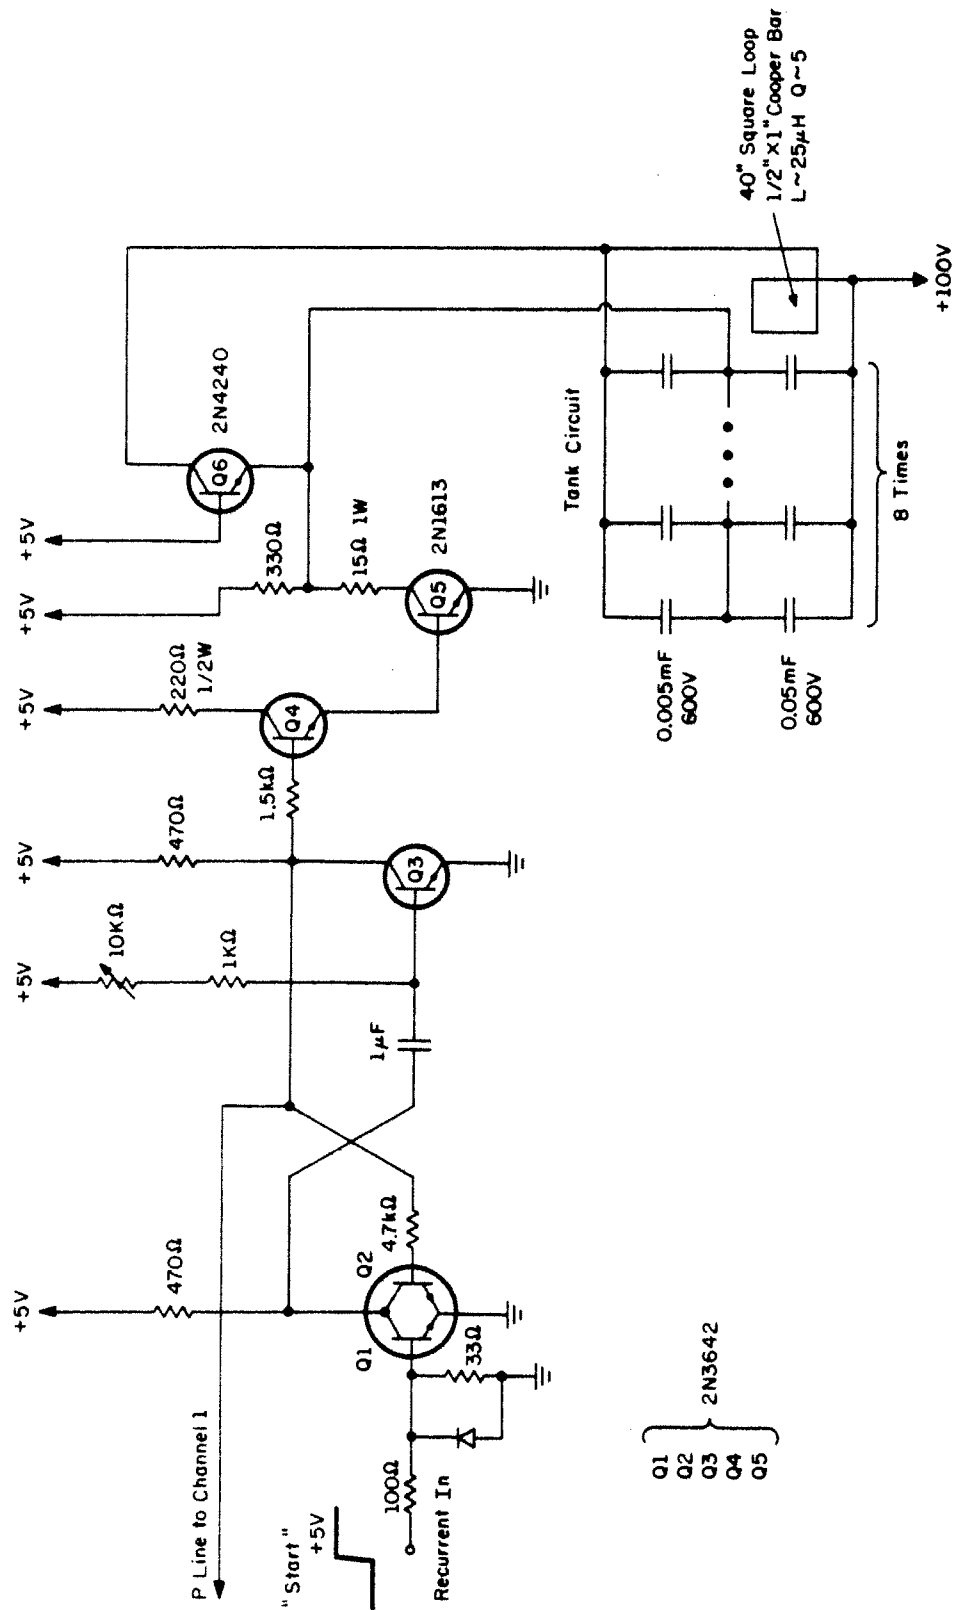 P Line to Channel 1
"Start"
+5V
Recurrent In
100Ω
33Ω
Q1
Q2
+5V
470Ω
4.7kΩ
1μF
+5V
10KΩ
1KΩ
+5V
470Ω
Q3
1.5kΩ
+5V
220Ω
1/2W
Q4
+5V
330Ω
15Ω 1W
Q5
2N1613
+5V
Q6
2N4240
Tank Circuit
0.005mF
600V
0.05mF
600V
8 Times
40" Square Loop
1/2"X1" Cooper Bar
L~25μH Q~5
+100V
Q1
Q2
Q3
Q4
Q5
2N3642